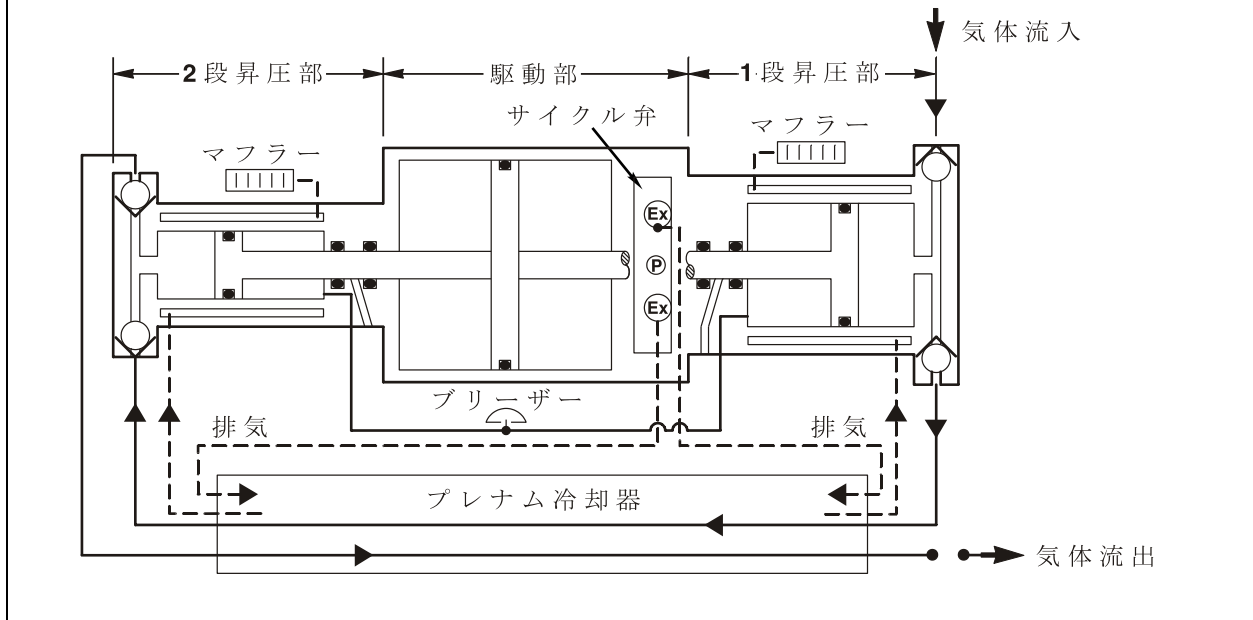 気体流入
2段昇圧部
駆動部
1段昇圧部
サイクル弁
マフラー
マフラー
Ex
P
Ex
ブリーザー
排気
排気
プレナム冷却器
気体流出